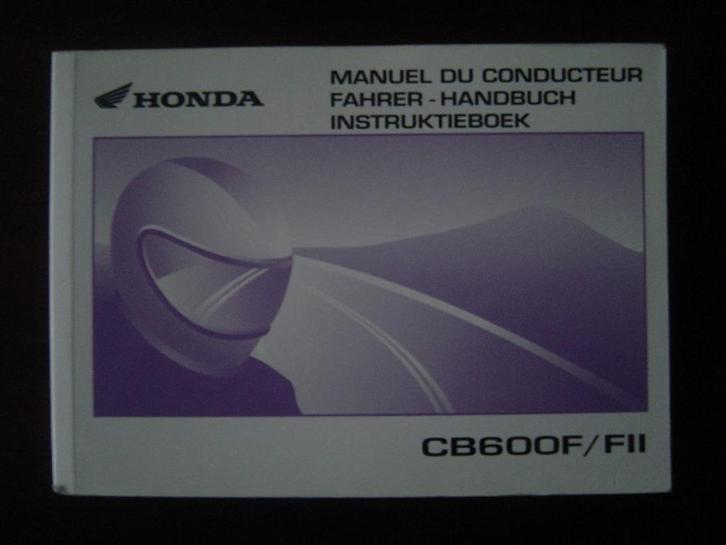 HONDA
MANUEL DU CONDUCTEUR
FAHRER-HANDBUCH
INSTRUKTIEBOEK
CB600F/FII